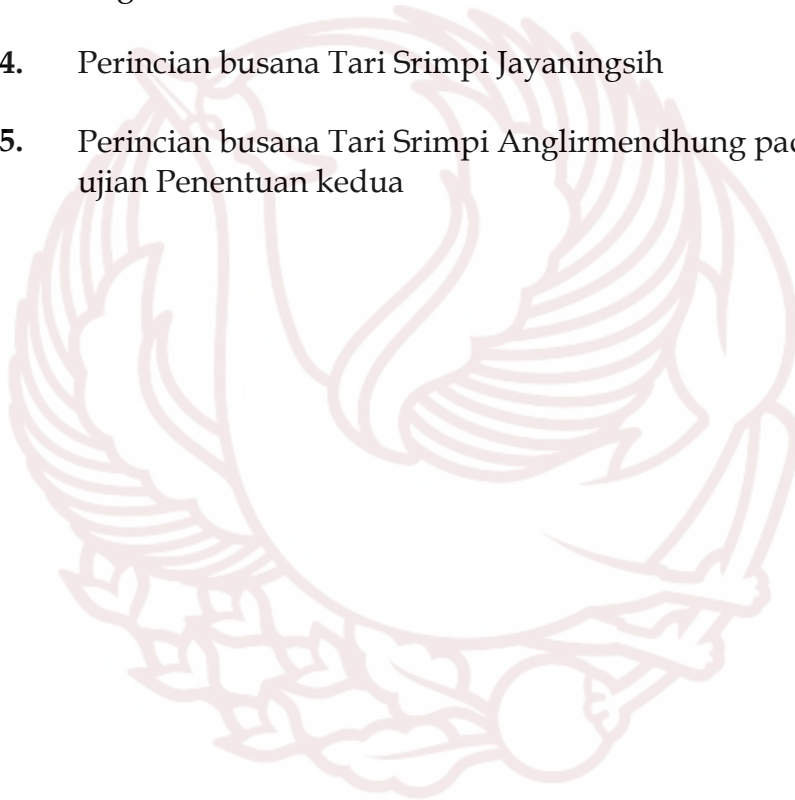 4. Perincian busana Tari Srimpi Jayaningsih
5. Perincian busana Tari Srimpi Anglirmendhung
ujian Penentuan kedua